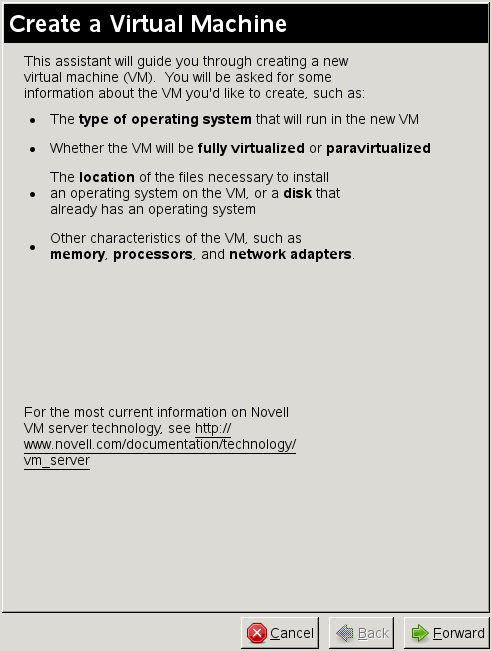 Create a Virtual Machine
This assistant will guide you through creating a new
virtual machine (VM).  You will be asked for some
information about the VM you'd like to create, such as:
• The type of operating system that will run in the new VM
• Whether the VM will be fully virtualized or paravirtualized
The location of the files necessary to install
• an operating system on the VM, or a disk that
already has an operating system
• Other characteristics of the VM, such as
memory, processors, and network adapters.
For the most current information on Novell
VM server technology, see http://
www.novell.com/documentation/technology/
vm_server
Cancel Back Forward